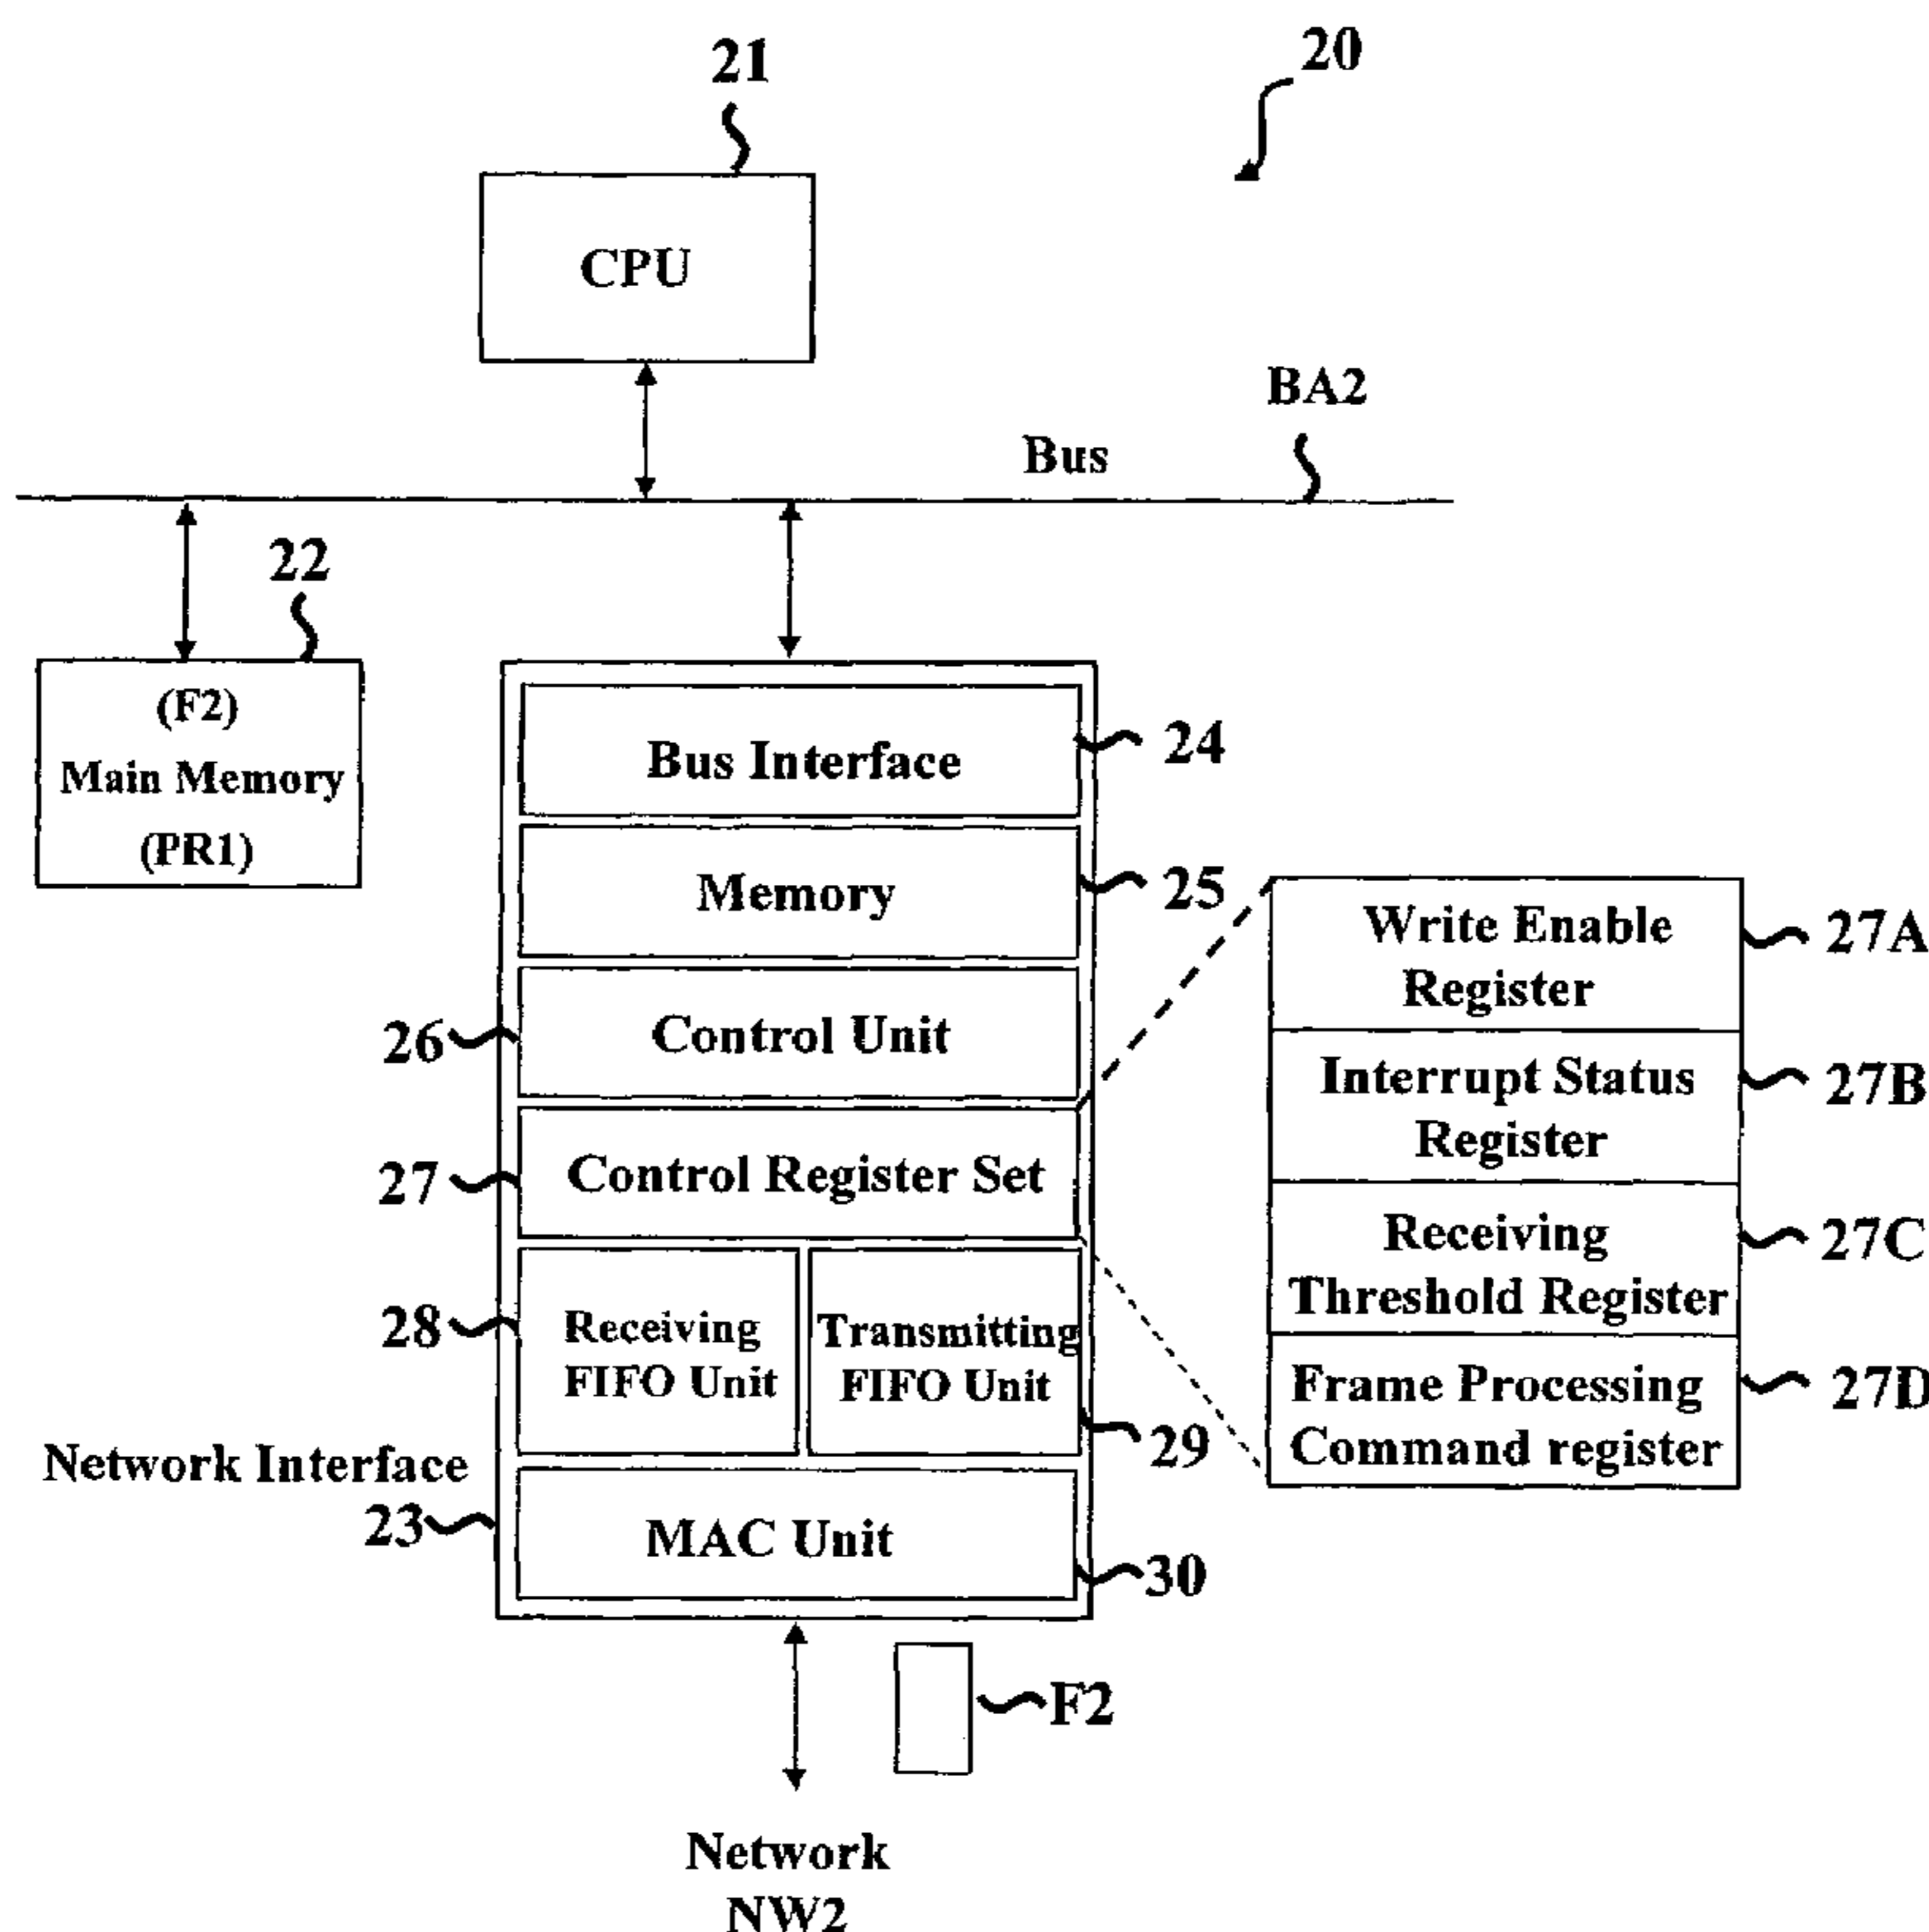 21
20
CPU
BA2
Bus
22
(F2)
Main Memory
(PR1)
Bus Interface
24
Memory
25
Write Enable
Register
27A
26
Control Unit
Interrupt Status
Register
27B
27
Control Register Set
Receiving
Threshold Register
27C
28
Receiving
FIFO Unit
Transmitting
FIFO Unit
29
Frame Processing
Command register
27D
Network Interface
23
MAC Unit
30
F2
Network
NW2